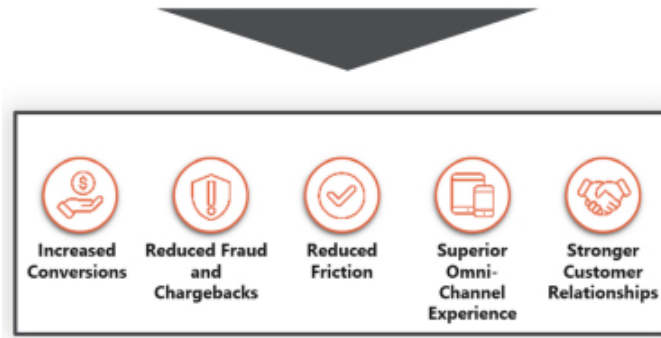 Increased
Conversions
Reduced Fraud
and
Chargebacks
Reduced
Friction
Superior
Omni-
Channel
Experience
Stronger
Customer
Relationships